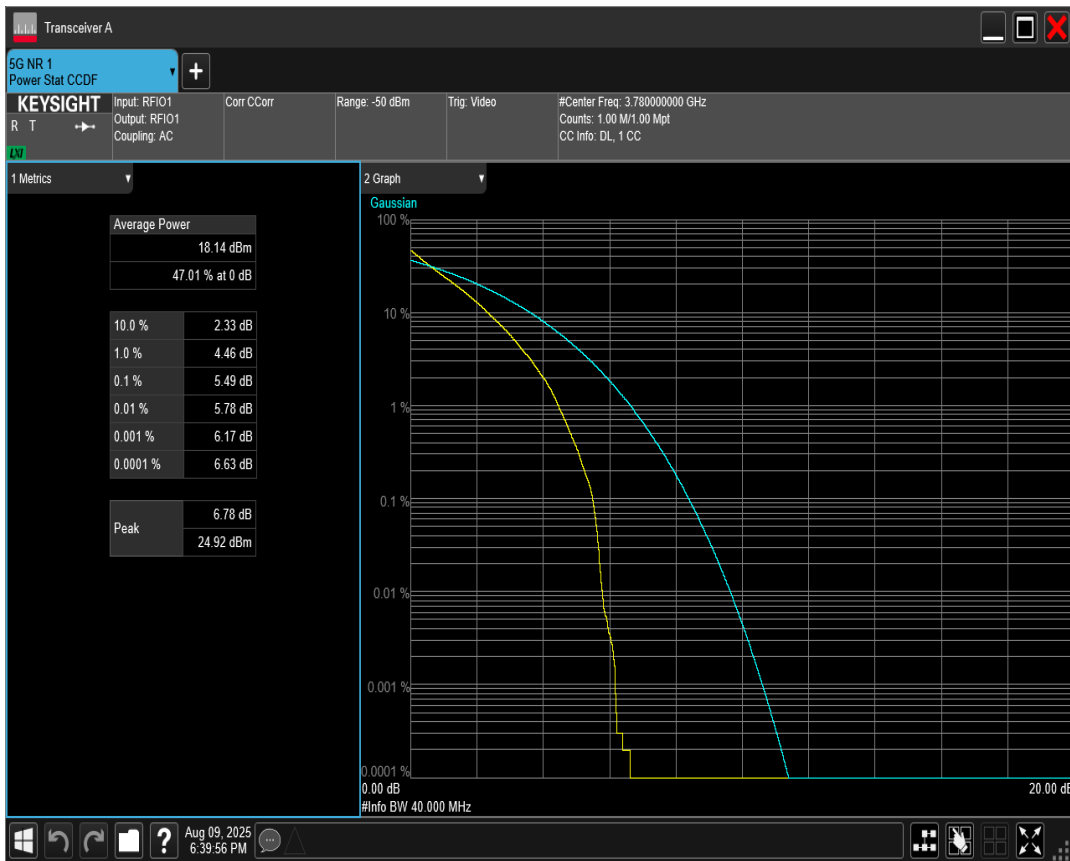 Transceiver A
5G NR 1
Power Stat CCDF
+
KEYSIGHT
R T
LXI
Input: RFIO1
Output: RFIO1
Coupling: AC
Corr CCorr
Range: -50 dBm
Trig: Video
#Center Freq: 3.780000000 GHz
Counts: 1.00 M/1.00 Mpt
CC Info: DL, 1 CC
1 Metrics
Average Power
18.14 dBm
47.01 % at 0 dB
10.0 % 2.33 dB
1.0 % 4.46 dB
0.1 % 5.49 dB
0.01 % 5.78 dB
0.001 % 6.17 dB
0.0001 % 6.63 dB
Peak
6.78 dB
24.92 dBm
2 Graph
Gaussian
100 %
10 %
1 %
0.1 %
0.01 %
0.001 %
0.0001 %
0.00 dB 20.00 dB
#Info BW 40.000 MHz
?
Aug 09, 2025
6:39:56 PM